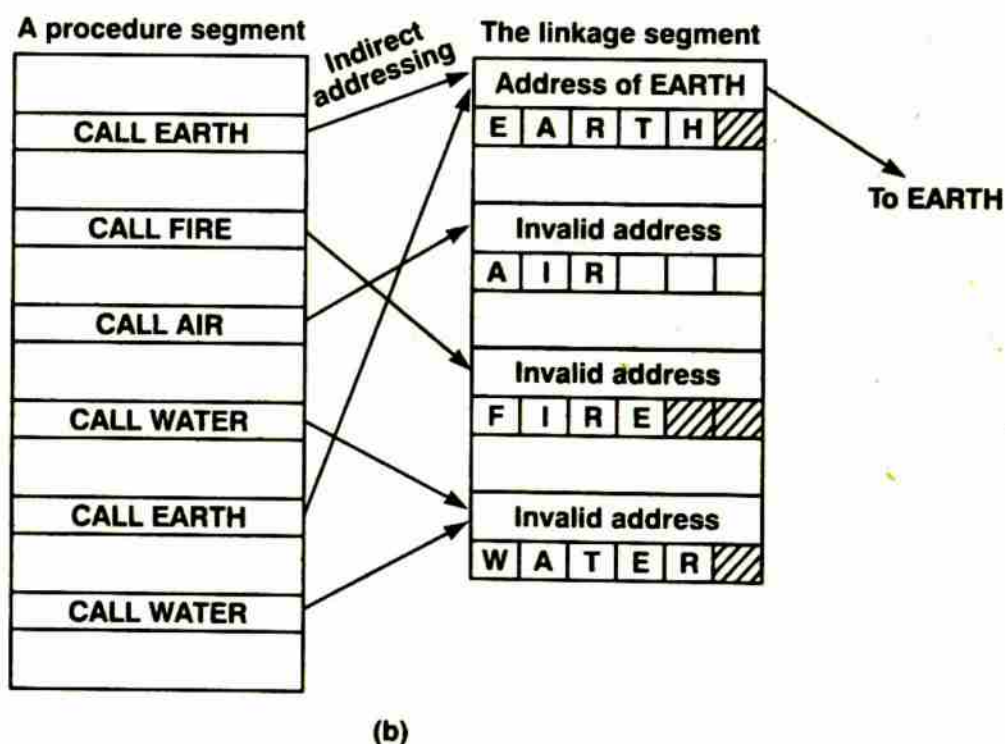 A procedure segment
Indirect
addressing
The linkage segment
CALL EARTH
CALL FIRE
CALL AIR
CALL WATER
CALL EARTH
CALL WATER
Address of EARTH
E A R T H
Invalid address
A I R
Invalid address
F I R E
Invalid address
W A T E R
To EARTH
(b)